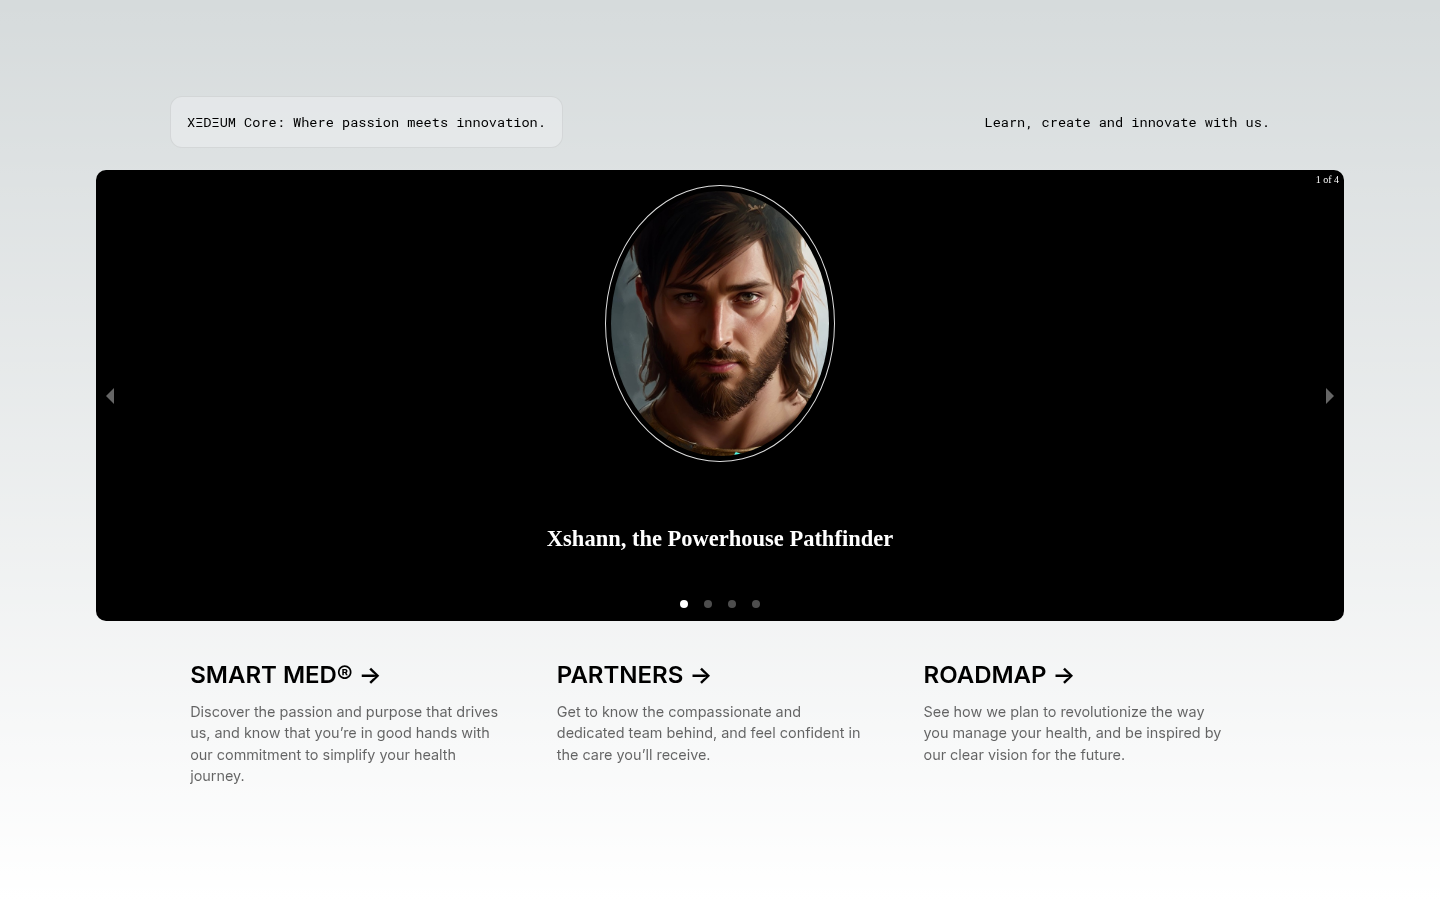 XΞDΞUM Core: Where passion meets innovation.
Learn, create and innovate with us.
1 of 4
Xshann, the Powerhouse Pathfinder
SMART MED® →
Discover the passion and purpose that drives
us, and know that you’re in good hands with
our commitment to simplify your health
journey.
PARTNERS →
Get to know the compassionate and
dedicated team behind, and feel confident in
the care you’ll receive.
ROADMAP →
See how we plan to revolutionize the way
you manage your health, and be inspired by
our clear vision for the future.